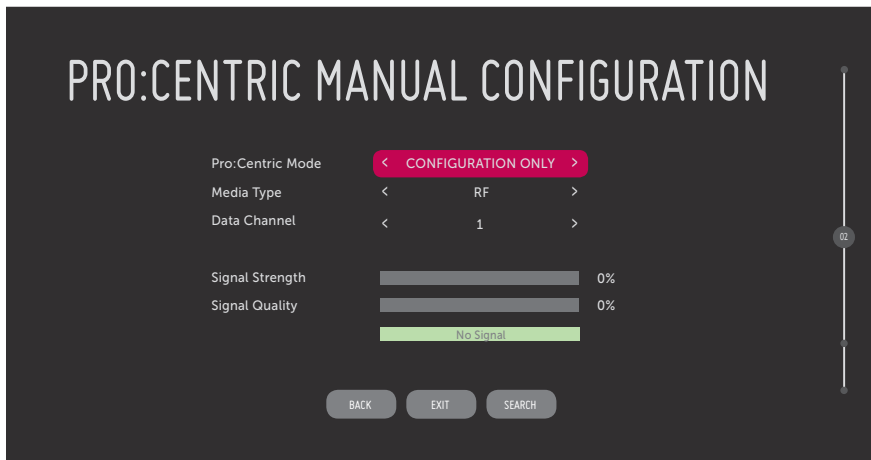 PRO:CENTRIC MANUAL CONFIGURATION
Pro:Centric Mode < CONFIGURATION ONLY >
Media Type < RF >
Data Channel < 1 >
02
Signal Strength 0%
Signal Quality 0%
No Signal
BACK EXIT SEARCH